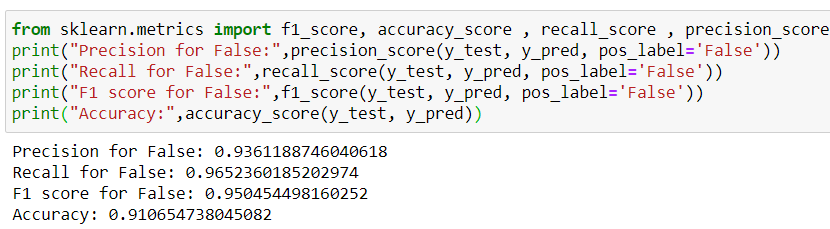 from sklearn.metrics import f1_score, accuracy_score , recall_score , precision_score
print("Precision for False:",precision_score(y_test, y_pred, pos_label='False'))
print("Recall for False:",recall_score(y_test, y_pred, pos_label='False'))
print("F1 score for False:",f1_score(y_test, y_pred, pos_label='False'))
print("Accuracy:",accuracy_score(y_test, y_pred))
Precision for False: 0.9361188746040618
Recall for False: 0.9652360185202974
F1 score for False: 0.950454498160252
Accuracy: 0.910654738045082